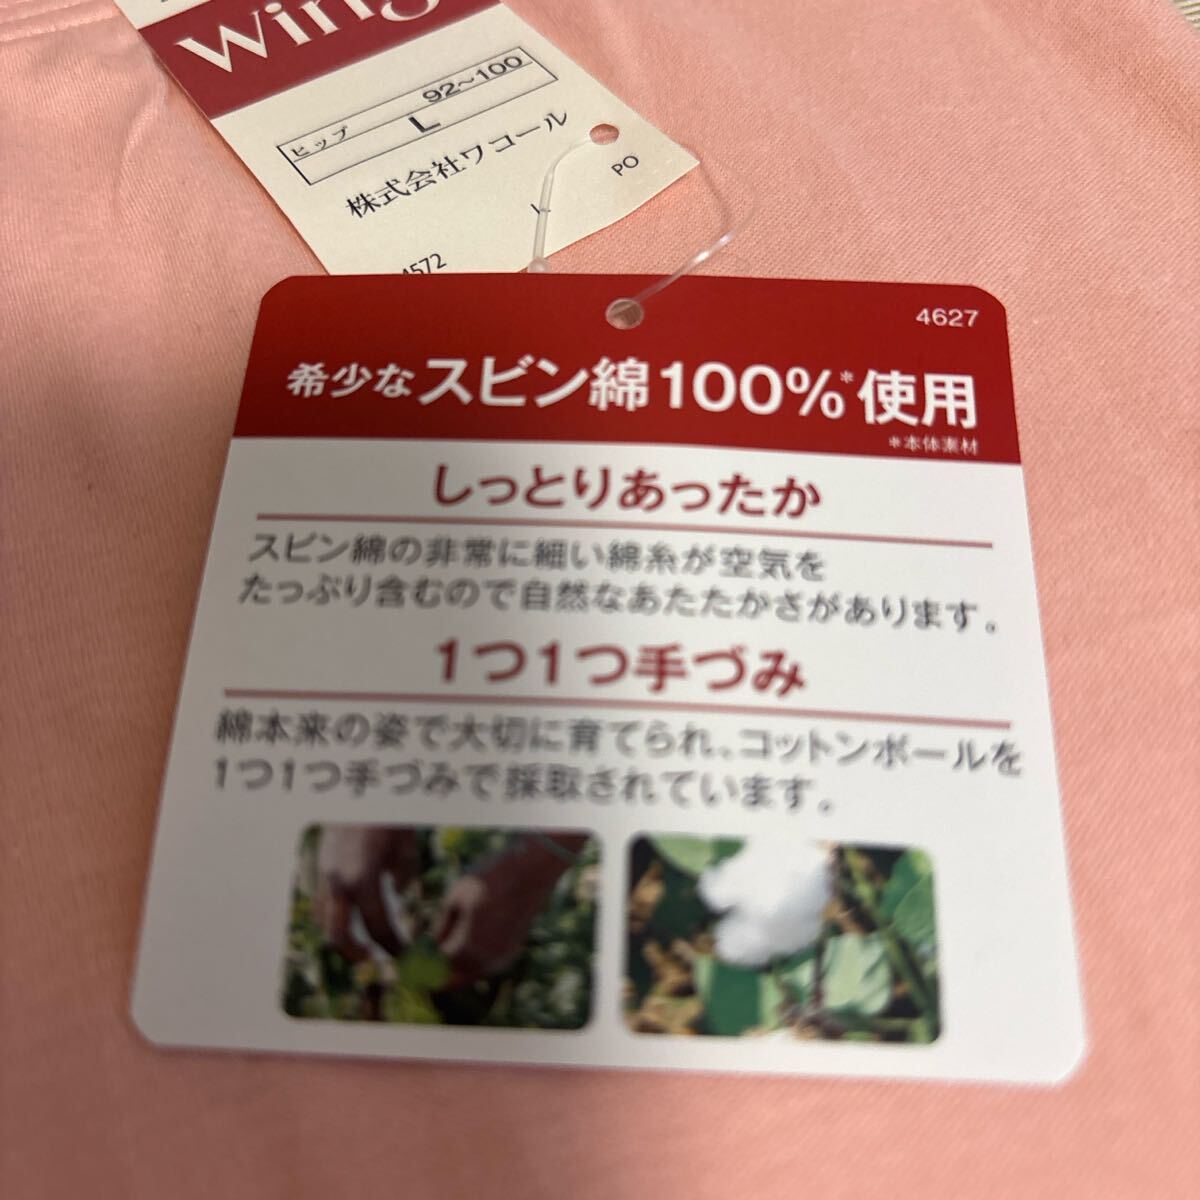 Wing
ヒップ 92~100
L
株式会社ワコール
L PO
4572
4627
希少なスビン綿100%*使用
*本体素材
しっとりあったか
スビン綿の非常に細い綿糸が空気を
たっぷり含むので自然なあたたかさがあります。
1つ1つ手づみ
綿本来の姿で大切に育てられ、コットンボールを
1つ1つ手づみで採取されています。